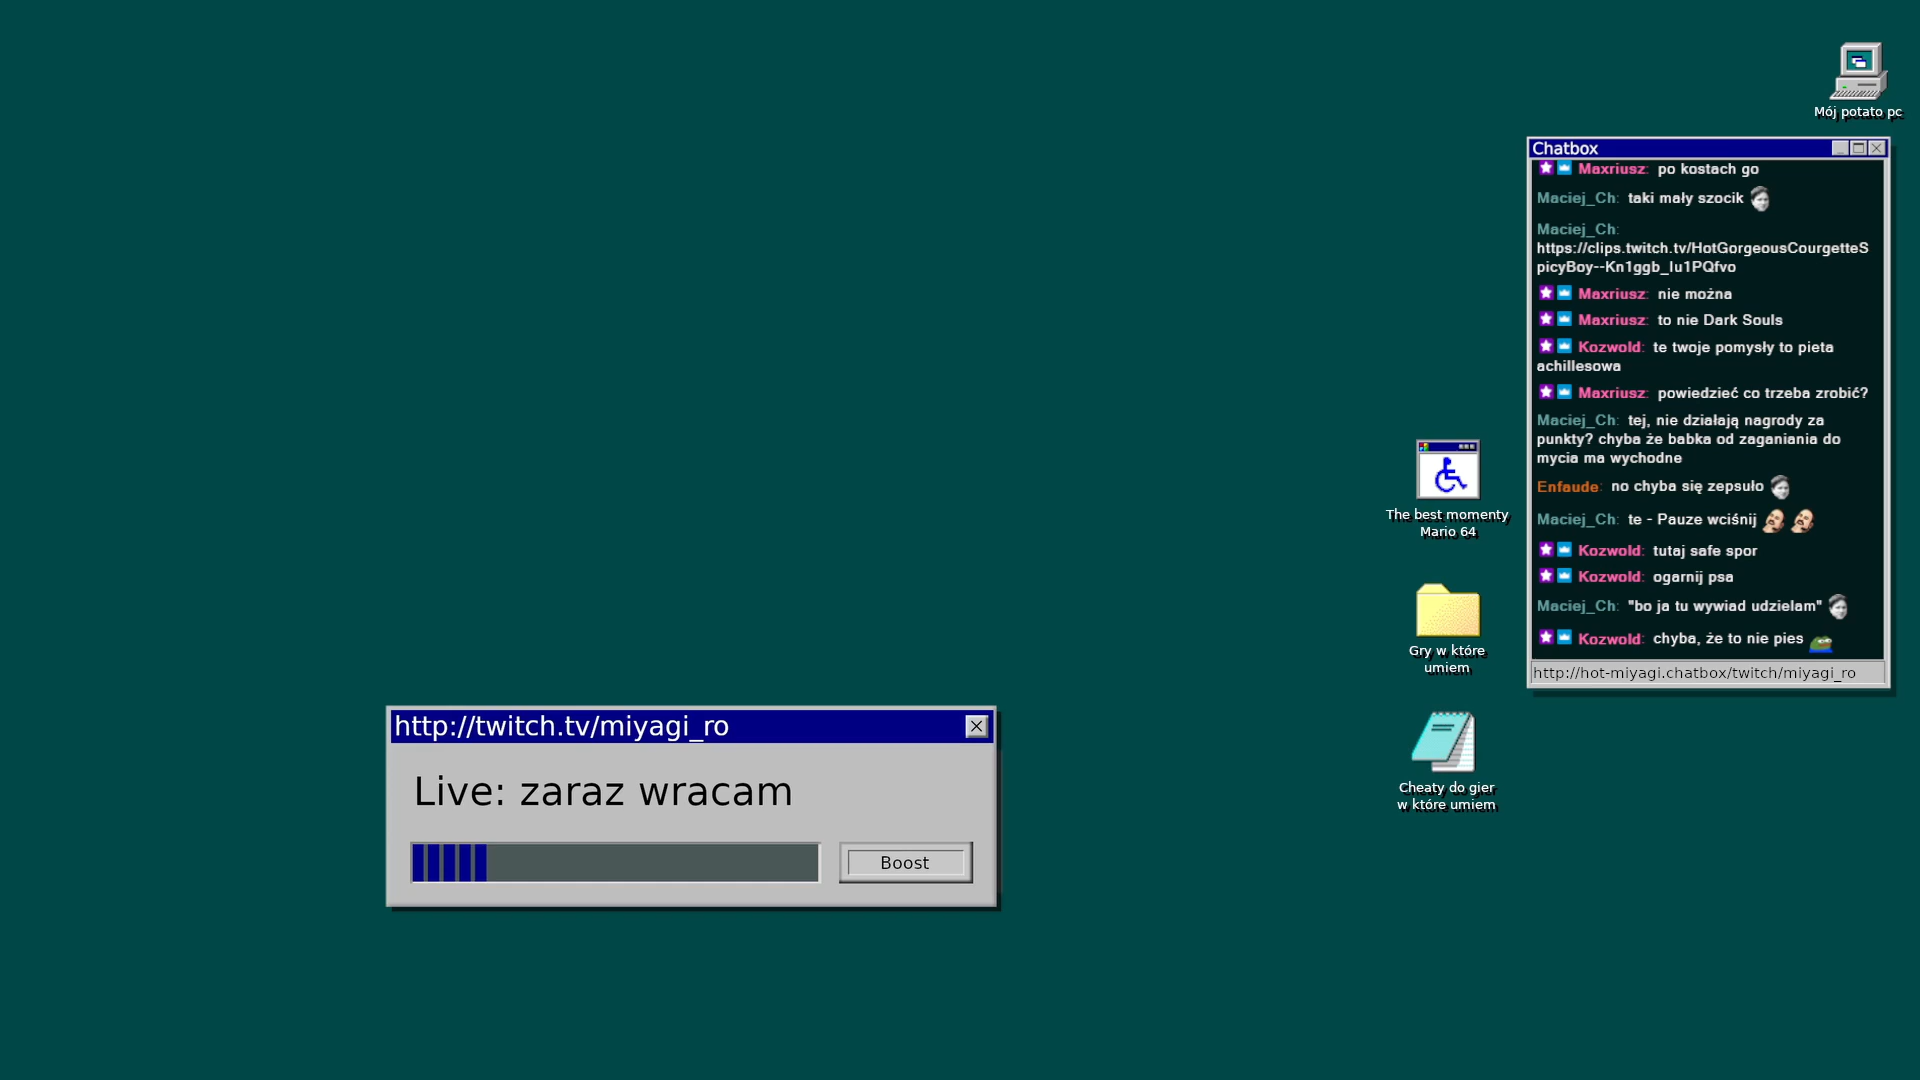 Mój potato pc
Chatbox
Maxriusz: po kostach go
Maciej_Ch: taki mały szocik
Maciej_Ch:
https://clips.twitch.tv/HotGorgeousCourgetteS
picyBoy--Kn1ggb_Iu1PQfvo
Maxriusz: nie można
Maxriusz: to nie Dark Souls
Kozwold: te twoje pomysły to pieta
achillesowa
Maxriusz: powiedzieć co trzeba zrobić?
Maciej_Ch: tej, nie działają nagrody za
punkty? chyba że babka od zaganiania do
mycia ma wychodne
Enfaude: no chyba się zepsuło
Maciej_Ch: te - Pauze wciśnij
Kozwold: tutaj safe spor
Kozwold: ogarnij psa
Maciej_Ch: "bo ja tu wywiad udzielam"
Kozwold: chyba, że to nie pies
http://hot-miyagi.chatbox/twitch/miyagi_ro
The best momenty
Mario 64
Gry w które
umiem
Cheaty do gier
w które umiem
http://twitch.tv/miyagi_ro
Live: zaraz wracam
Boost